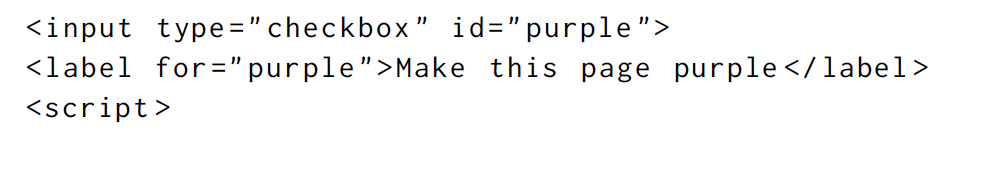 <input type="checkbox" id="purple">
<label for="purple">Make this page purple</label>
<script>